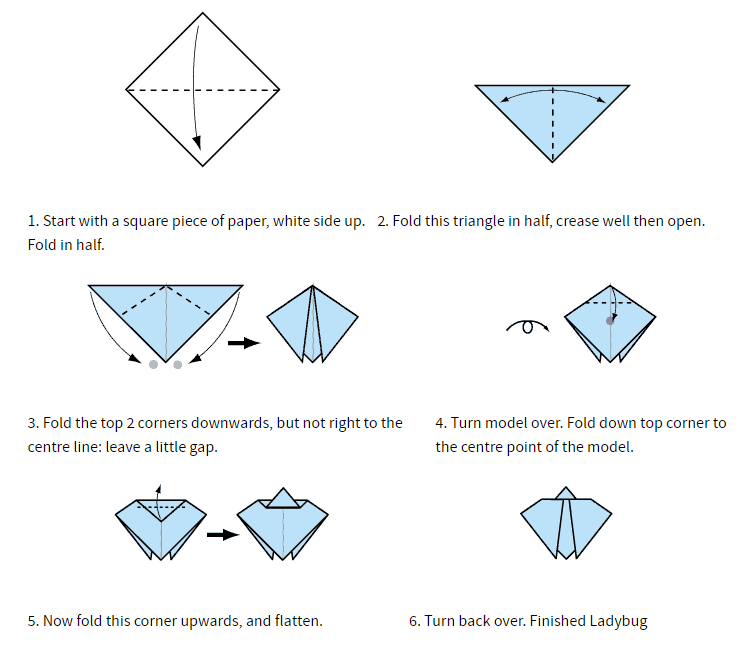 1. Start with a square piece of paper, white side up.
Fold in half.
2. Fold this triangle in half, crease well then open.
3. Fold the top 2 corners downwards, but not right to the
centre line: leave a little gap.
4. Turn model over. Fold down top corner to
the centre point of the model.
5. Now fold this corner upwards, and flatten.
6. Turn back over. Finished Ladybug